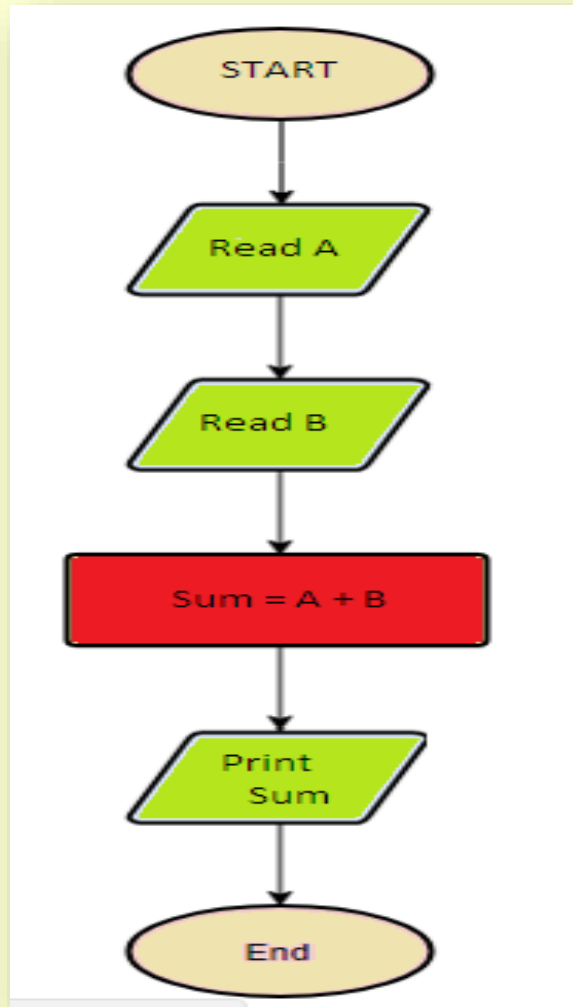 START
Read A
Read B
Sum = A + B
Print
Sum
End